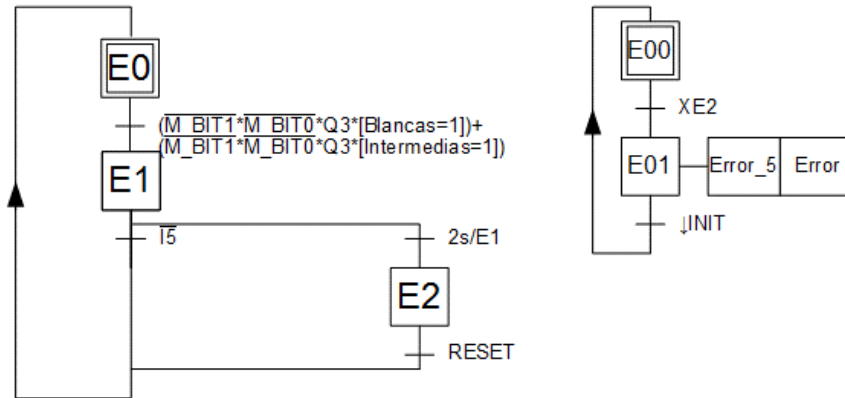 E0
(M_BIT1*M_BIT0*Q3*[Blancas=1])+
(M_BIT1*M_BIT0*Q3*[Intermedias=1])
E1
I5
2s/E1
E2
RESET
E00
XE2
E01
Error_5
Error
↓INIT